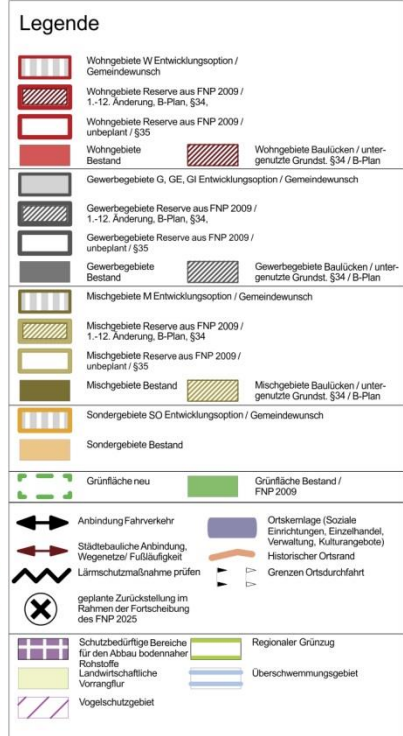 Legende
Wohngebiete W Entwicklungsoption /
Gemeindewunsch
Wohngebiete Reserve aus FNP 2009 /
1.-12. Änderung, B-Plan, §34,
Wohngebiete Reserve aus FNP 2009 /
unbeplant / §35
Wohngebiete
Bestand
Wohngebiete Baulücken / unter-
genutzte Grundst. §34 / B-Plan
Gewerbegebiete G, GE, GI Entwicklungsoption / Gemeindewunsch
Gewerbegebiete Reserve aus FNP 2009 /
1.-12. Änderung, B-Plan, §34,
Gewerbegebiete Reserve aus FNP 2009 /
unbeplant / §35
Gewerbegebiete
Bestand
Gewerbegebiete Baulücken / unter-
genutzte Grundst. §34 / B-Plan
Mischgebiete M Entwicklungsoption / Gemeindewunsch
Mischgebiete Reserve aus FNP 2009 /
1.-12. Änderung, B-Plan, §34
Mischgebiete Reserve aus FNP 2009 /
unbeplant / §35
Mischgebiete Bestand
Mischgebiete Baulücken / unter-
genutzte Grundst. §34 / B-Plan
Sondergebiete SO Entwicklungsoption / Gemeindewunsch
Sondergebiete Bestand
Grünfläche neu
Grünfläche Bestand /
FNP 2009
Anbindung Fahrverkehr
Städtebauliche Anbindung,
Wegenetze/ Fußläufigkeit
Lärmschutzmaßnahme prüfen
geplante Zurückstellung im
Rahmen der Fortscheibung
des FNP 2025
Ortskernlage (Soziale
Einrichtungen, Einzelhandel,
Verwaltung, Kulturangebote)
Historischer Ortsrand
Grenzen Ortsdurchfahrt
Schutzbedürftige Bereiche
für den Abbau bodennaher
Rohstoffe
Landwirtschaftliche
Vorrangflur
Vogelschutzgebiet
Regionaler Grünzug
Überschwemmungsgebiet